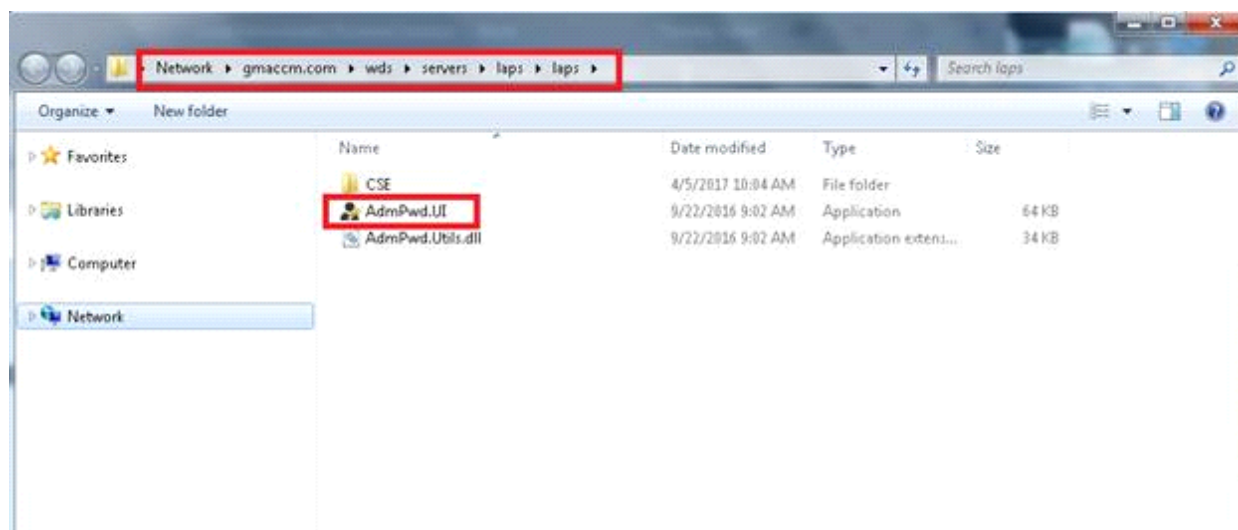 Network ▸ gmaccm.com ▸ wds ▸ servers ▸ laps ▸ laps ▸ Search laps
Organize ▾ New folder
Name Date modified Type Size
Favorites
Libraries
Computer
Network
CSE 4/5/2017 10:04 AM File folder
AdmPwd.UI 9/22/2016 9:02 AM Application 64 KB
AdmPwd.Utils.dll 9/22/2016 9:02 AM Application extens... 34 KB